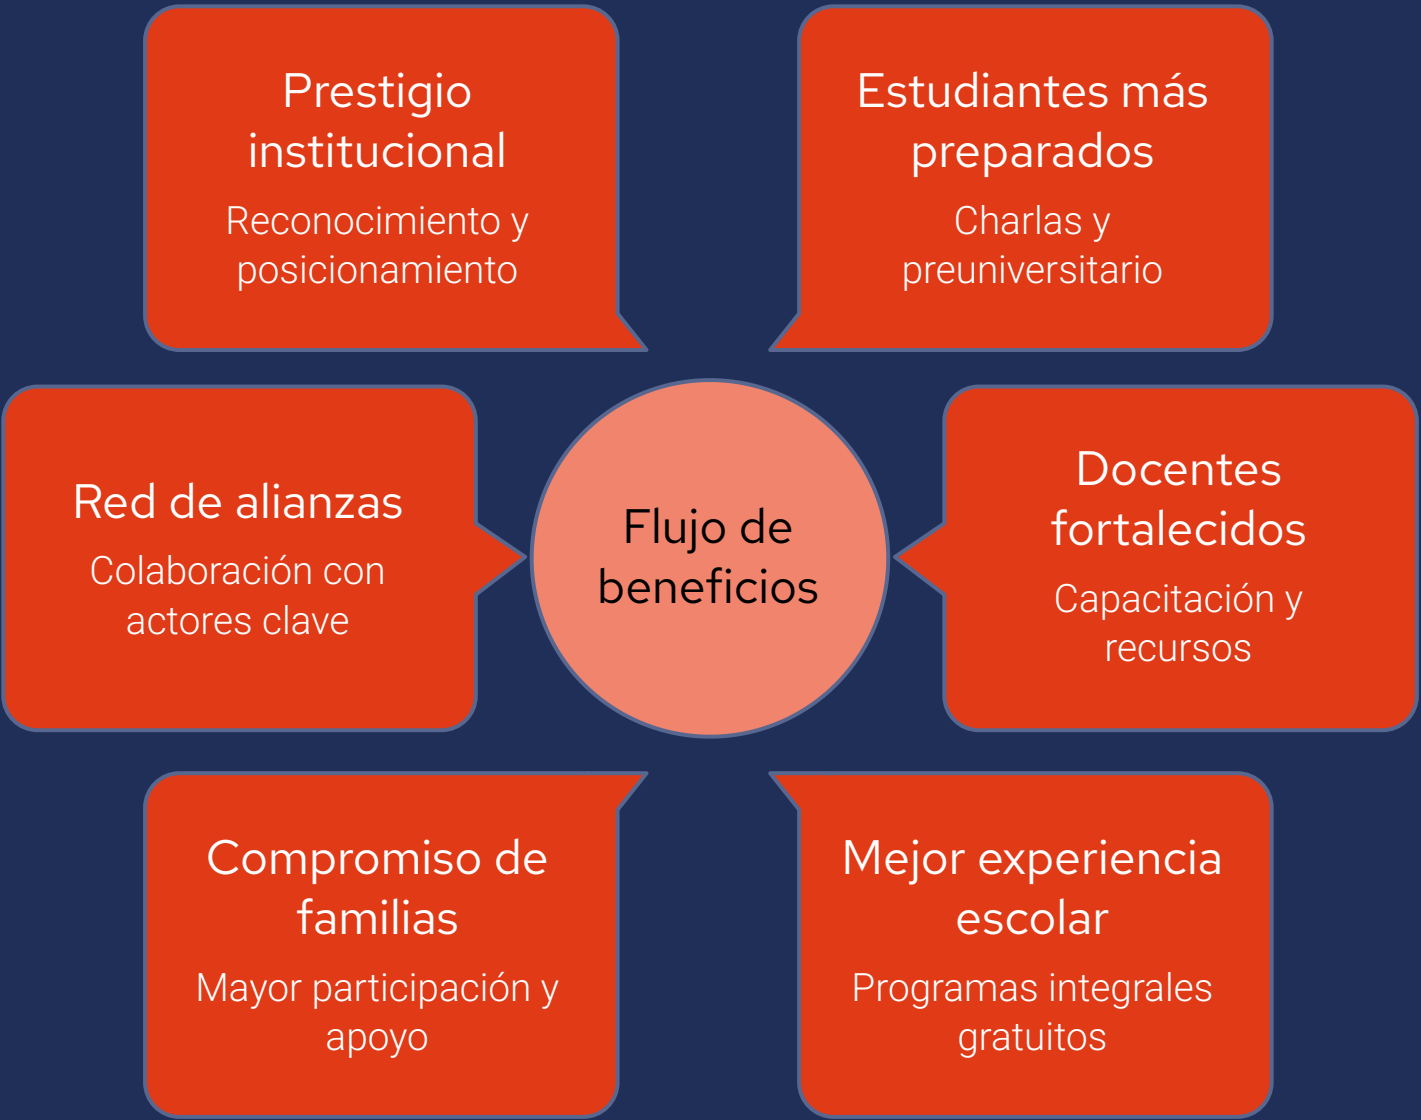 Prestigio
institucional
Reconocimiento y
posicionamiento
Estudiantes más
preparados
Charlas y
preuniversitario
Red de alianzas
Colaboración con
actores clave
Flujo de
beneficios
Docentes
fortalecidos
Capacitación y
recursos
Compromiso de
familias
Mayor participación y
apoyo
Mejor experiencia
escolar
Programas integrales
gratuitos